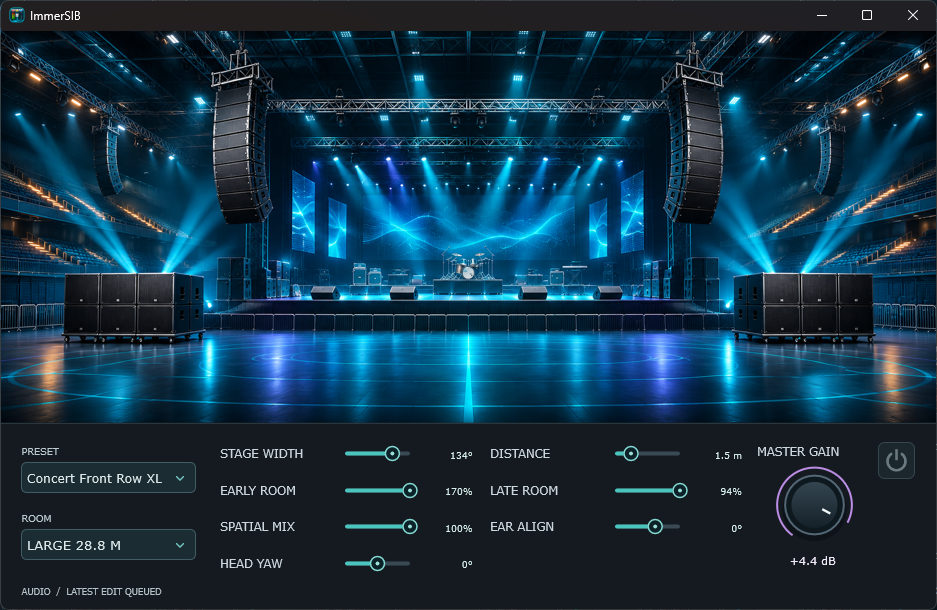 ImmerSIB
PRESET
Concert Front Row XL
ROOM
LARGE 28.8 M
AUDIO / LATEST EDIT QUEUED
STAGE WIDTH 134°
EARLY ROOM 170%
SPATIAL MIX 100%
HEAD YAW 0°
DISTANCE 1.5 m
LATE ROOM 94%
EAR ALIGN 0°
MASTER GAIN
+4.4 dB